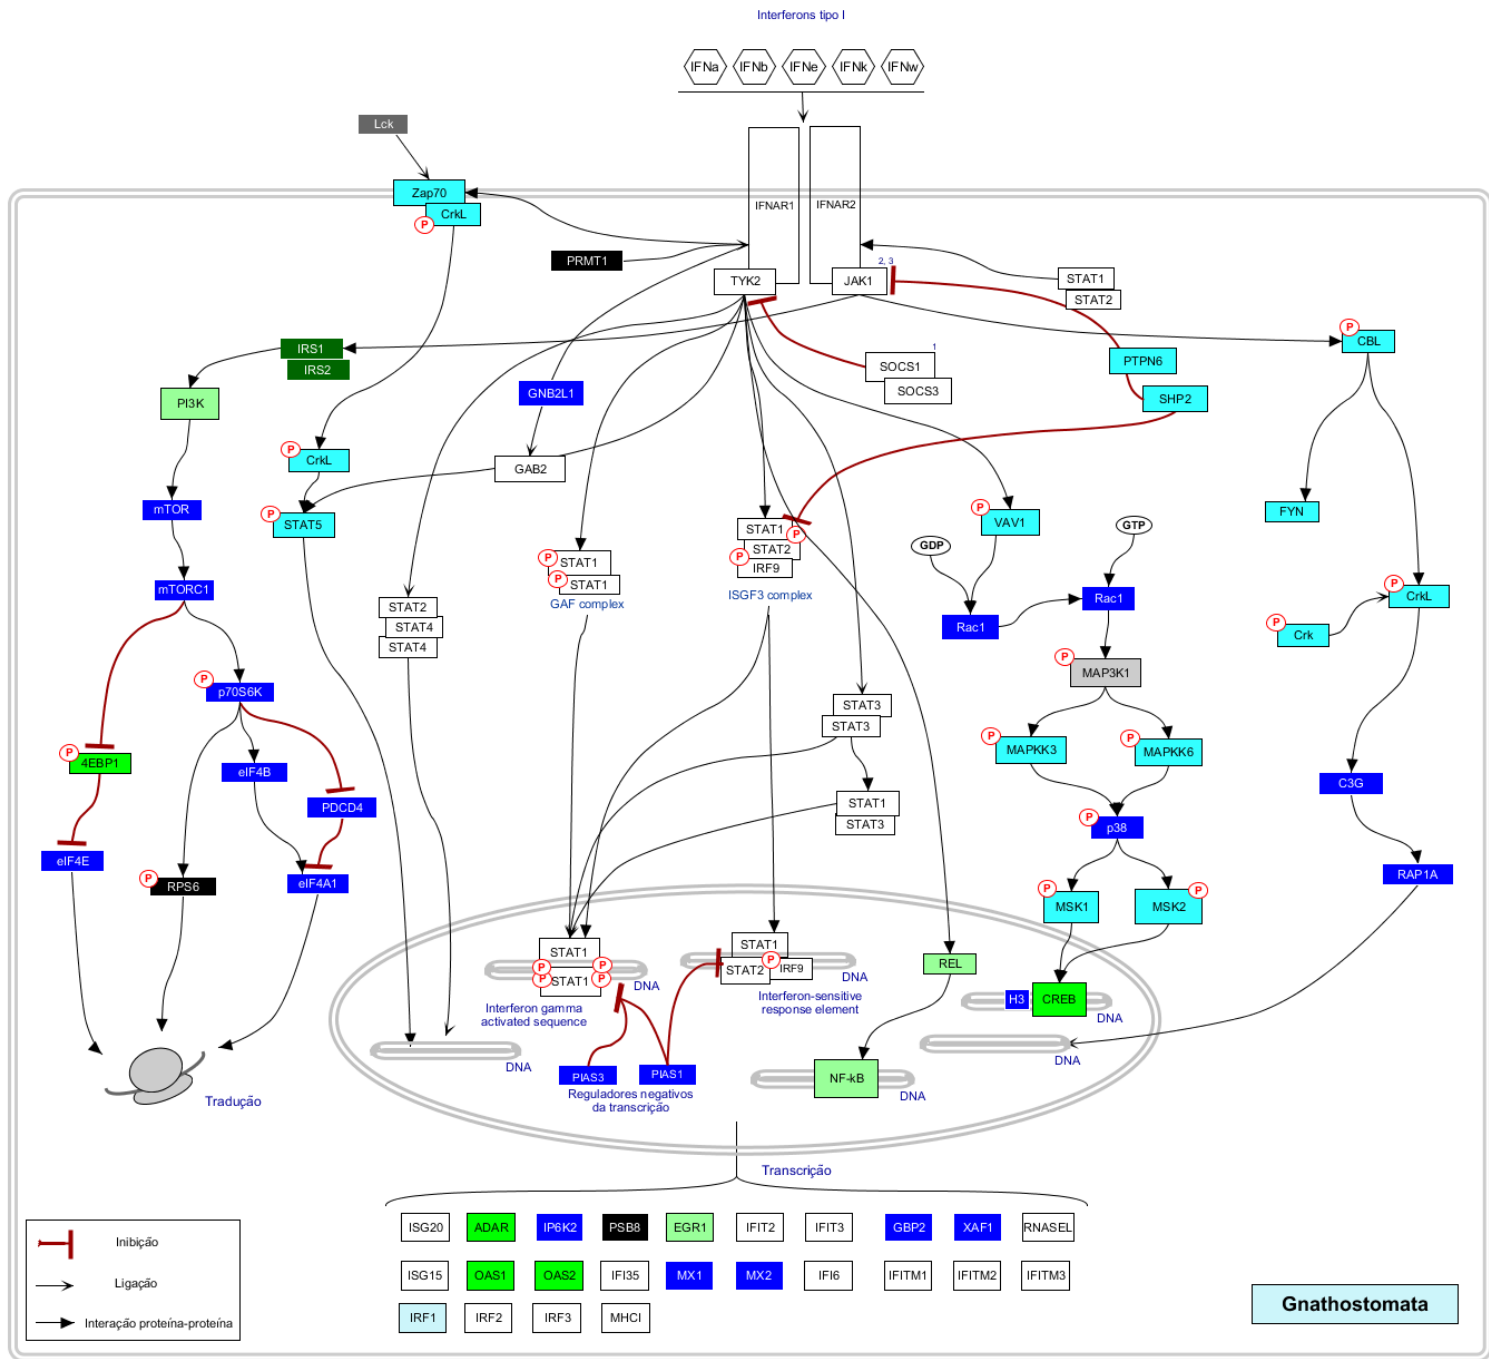 Interferons tipo I
IFNa IFNb IFNe IFNk IFNw
Lck
Zap70
CrkL
P
IFNAR1
IFNAR2
PRMT1
TYK2
JAK1
2, 3
STAT1
STAT2
IRS1
IRS2
1
SOCS1
SOCS3
PTPN6
SHP2
P
CBL
PI3K
GNB2L1
P
CrkL
GAB2
mTOR
P
STAT5
STAT1
P
STAT2
P
IRF9
ISGF3 complex
P
VAV1
FYN
GDP
GTP
P
STAT1
P
STAT1
GAF complex
mTORC1
STAT2
STAT4
STAT4
Rac1
Rac1
P
CrkL
P
Crk
P
MAP3K1
P
p70S6K
STAT3
STAT3
P
MAPKK3
P
MAPKK6
P
4EBP1
eIF4B
PDCD4
C3G
STAT1
STAT3
P
p38
eIF4E
P
RPS6
eIF4A1
RAP1A
P
MSK1
P
MSK2
STAT1
P
P
P
P
STAT1
DNA
Interferon gamma
activated sequence
STAT1
P
STAT2
IRF9
DNA
Interferon-sensitive
response element
REL
H3
CREB
DNA
DNA
DNA
PIAS3
PIAS1
Reguladores negativos
da transcrição
NF-kB
DNA
Tradução
Transcrição
ISG20 ADAR IP6K2 PSB8 EGR1 IFIT2 IFIT3 GBP2 XAF1 RNASEL
ISG15 OAS1 OAS2 IFI35 MX1 MX2 IFI6 IFITM1 IFITM2 IFITM3
IRF1 IRF2 IRF3 MHCI
Inibição
Ligação
Interação proteína-proteína
Gnathostomata